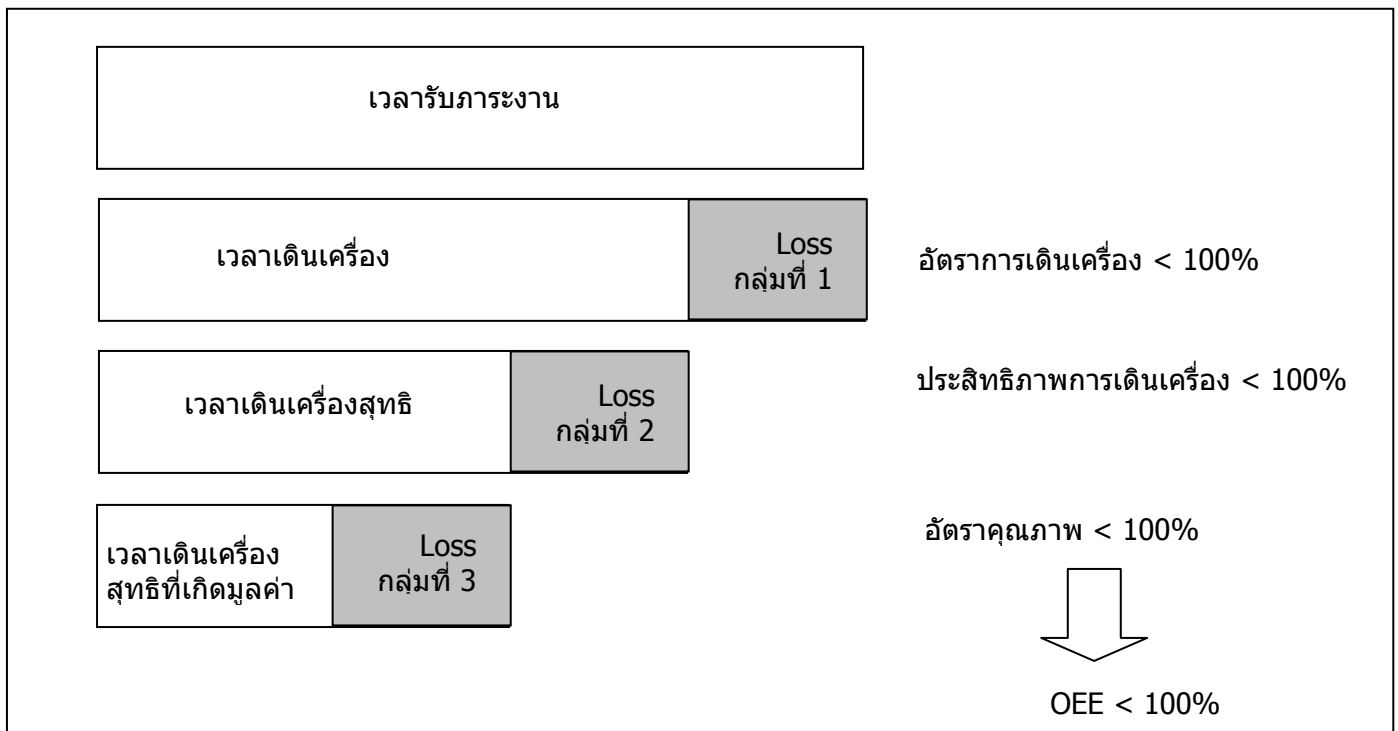 เวลารับภาระงาน
เวลาเดินเครื่อง
Loss
กลุ่มที่ 1
อัตราการเดินเครื่อง < 100%
เวลาเดินเครื่องสุทธิ
Loss
กลุ่มที่ 2
ประสิทธิภาพการเดินเครื่อง < 100%
เวลาเดินเครื่อง
สุทธิที่เกิดมูลค่า
Loss
กลุ่มที่ 3
อัตราคุณภาพ < 100%
OEE < 100%